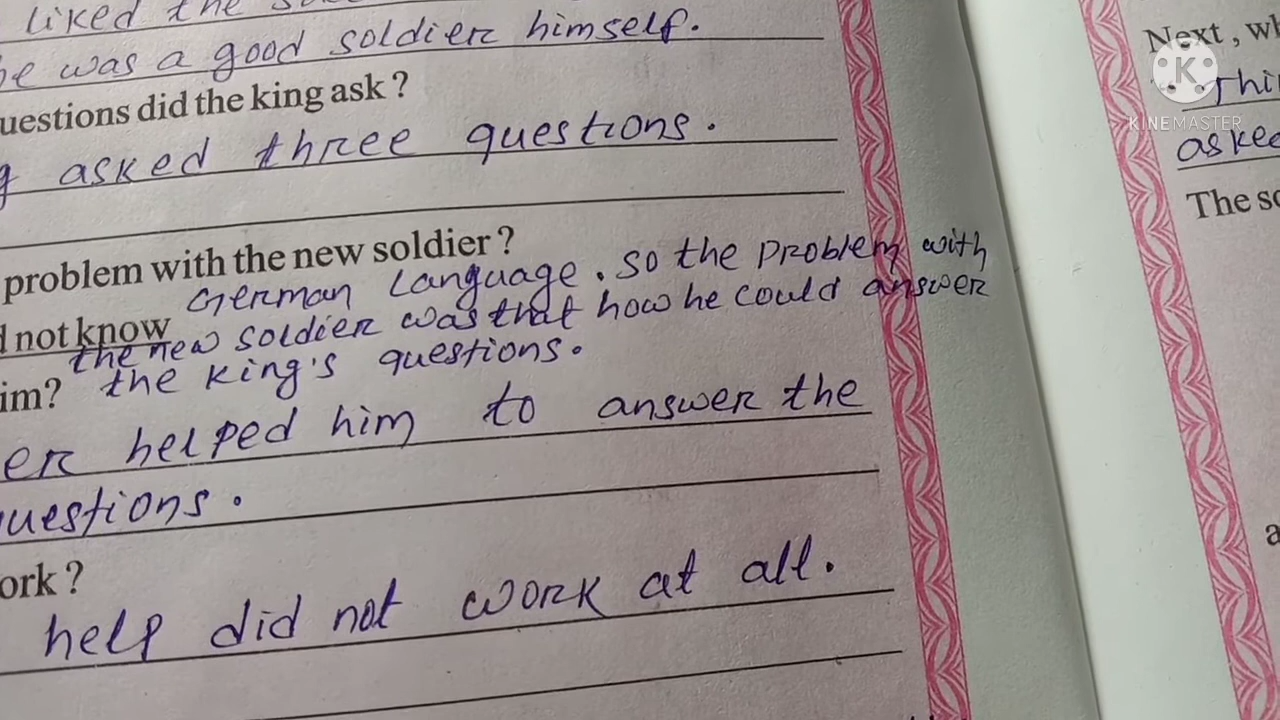 liked the
he was a good soldier himself.
uestions did the king ask ?
g asked three questions.
problem with the new soldier ?
German Language. so the problem with
d not know the new soldier was that how he could answer
im? the king's questions.
er helped him to answer the
questions.
ork ?
help did not work at all.
Next, wh
Thi
asked
The so
a
K
KINEMASTER